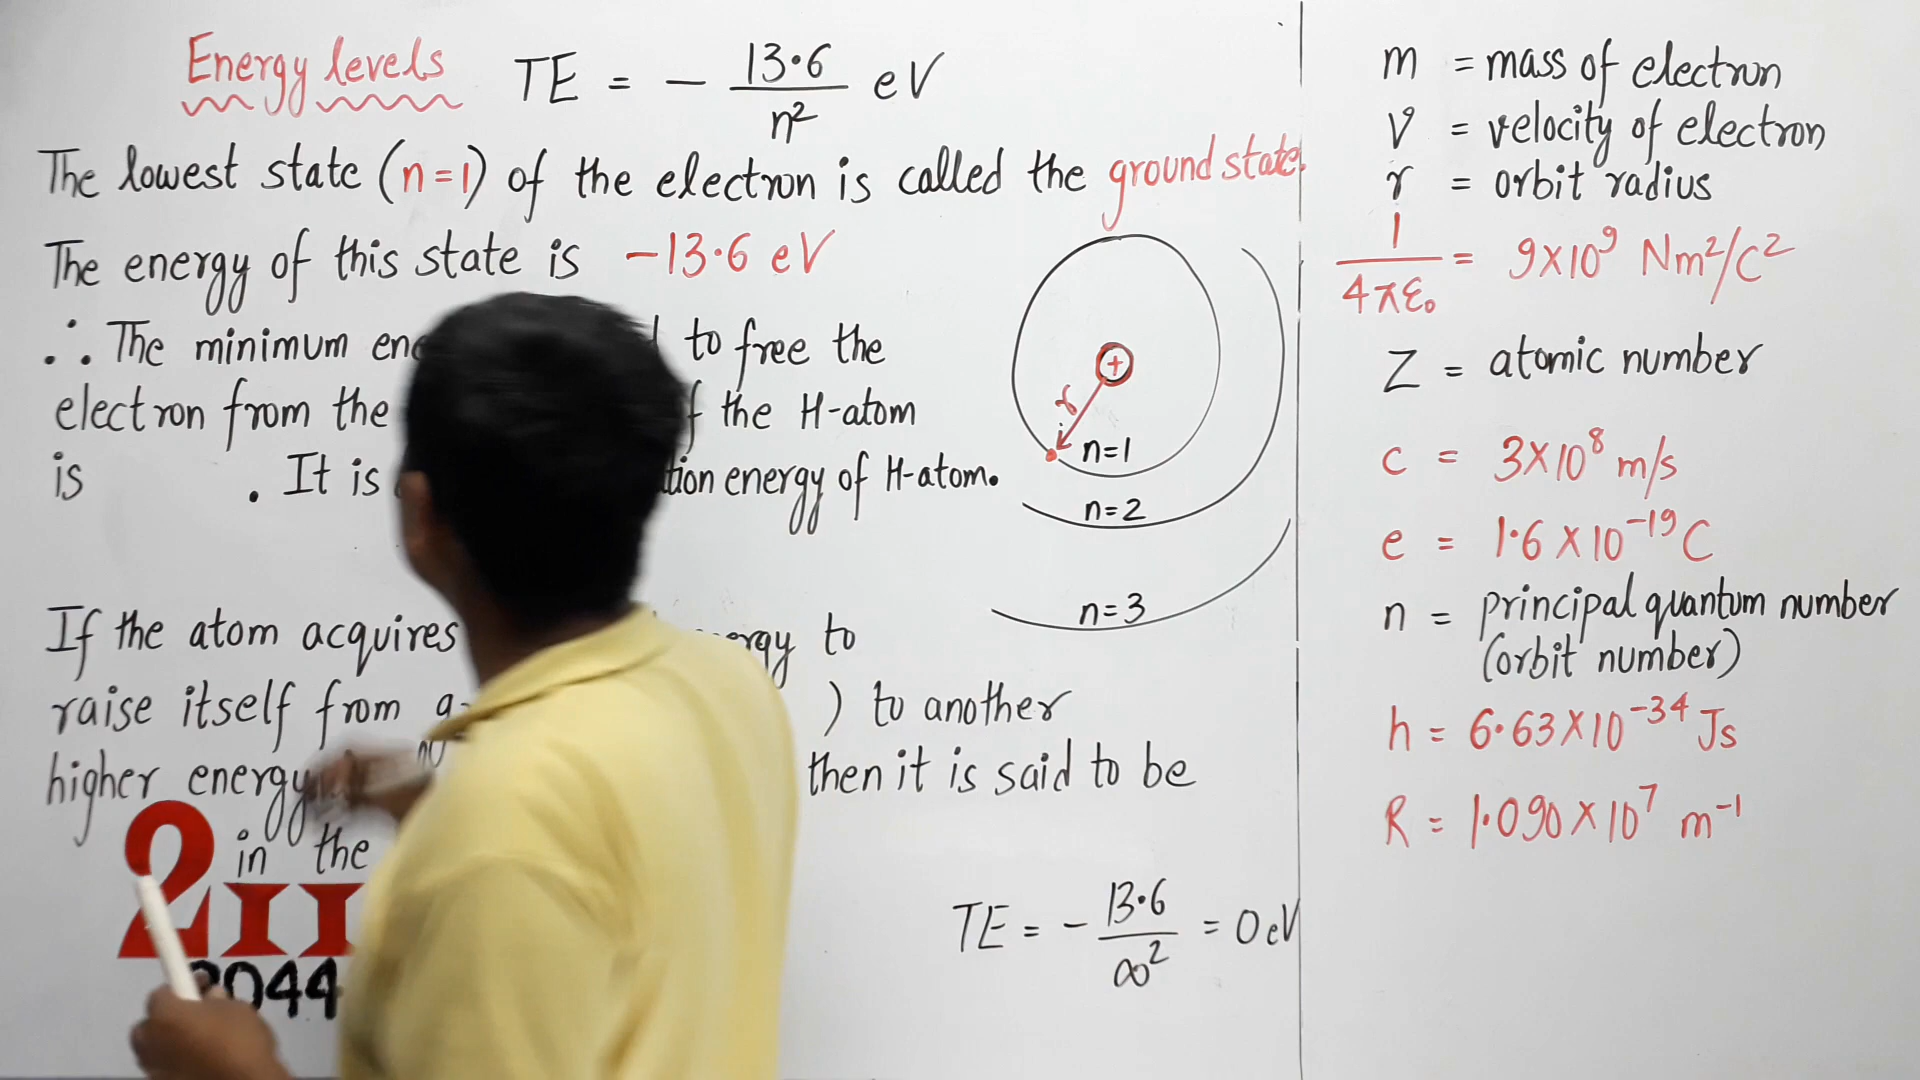 Energy levels TE = - 13.6/n² eV
The lowest state (n=1) of the electron is called the ground state.
The energy of this state is -13.6 eV
∴ The minimum to free the
electron from the the H-atom
is . It is energy of H-atom.
n=1
n=2
n=3
If the atom acquires to
raise itself from ) to another
higher energy then it is said to be
in the
TE = - 13.6/∞² = 0 eV
m = mass of electron
V = velocity of electron
r = orbit radius
1/4πε₀ = 9×10⁹ Nm²/C²
Z = atomic number
c = 3×10⁸ m/s
e = 1.6×10⁻¹⁹ C
n = principal quantum number
(orbit number)
h = 6.63×10⁻³⁴ Js
R = 1.090×10⁷ m⁻¹